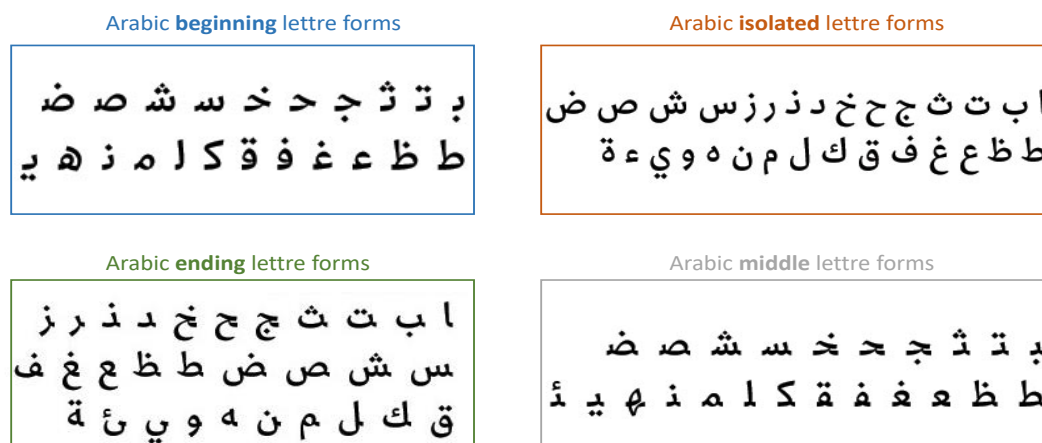 Arabic beginning lettre forms
بـ تـ ثـ جـ حـ خـ سـ شـ صـ ضـ
طـ ظـ عـ غـ فـ قـ كـ لـ مـ نـ هـ يـ
Arabic isolated lettre forms
ا ب ت ث ج ح خ د ذ ر ز س ش ص ض
ط ظ ع غ ف ق ك ل م ن ه و ي ء ة
Arabic ending lettre forms
ـا ـب ـت ـث ـج ـح ـخ ـد ـذ ـر ـز
ـس ـش ـص ـض ـط ـظ ـع ـغ ـف
ـق ـك ـل ـم ـن ـه ـو ـي ـئ ـة
Arabic middle lettre forms
ـبـ ـتـ ـثـ ـجـ ـحـ ـخـ ـسـ ـشـ ـصـ ـضـ
ـطـ ـظـ ـعـ ـغـ ـفـ ـقـ ـكـ ـلـ ـمـ ـنـ ـهـ ـيـ ـئـ